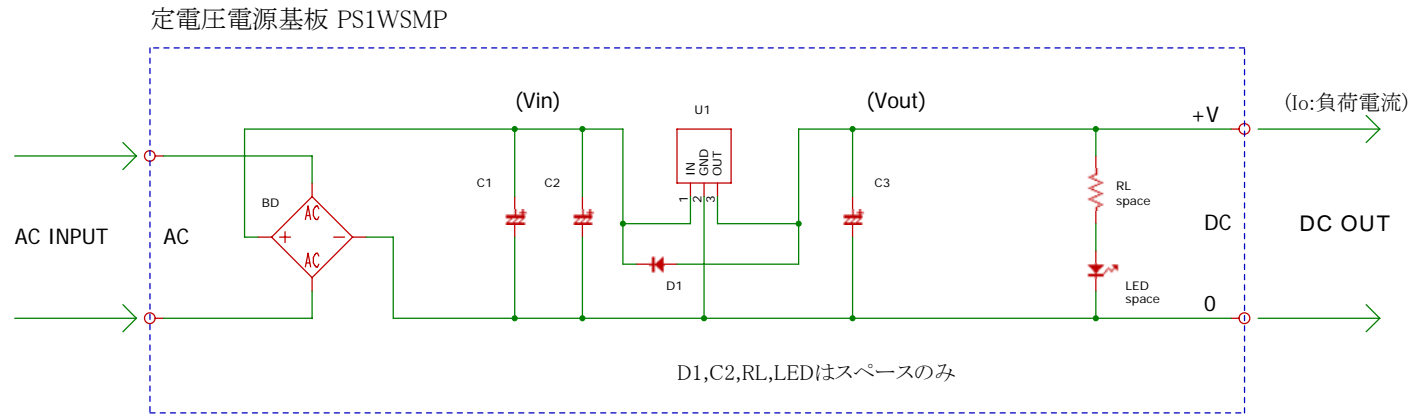 定電圧電源基板 PS1WSMP
(Vin)
U1
(Vout)
+V
(Io:負荷電流)
IN
GND
OUT
1
2
3
C1
C2
C3
RL
space
BD
AC
AC INPUT
AC
+
-
AC
DC
DC OUT
D1
LED
space
0
D1,C2,RL,LEDはスペースのみ